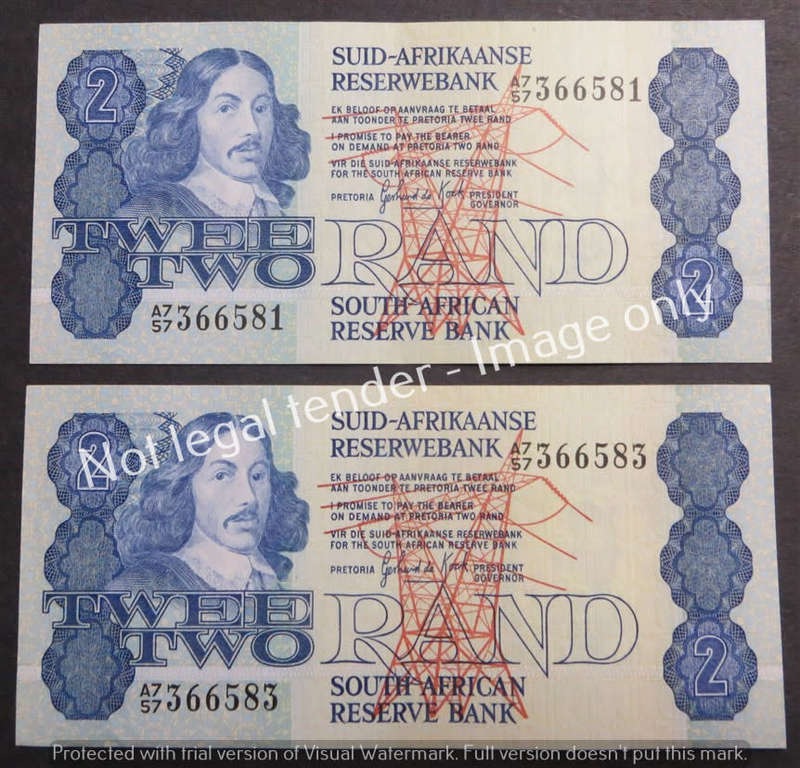 2
SUID-AFRIKAANSE
RESERWEBANK
A7/57 366581
EK BELOOF OP AANVRAAG TE BETAAL
AAN TOONDER TE PRETORIA TWEE RAND
I PROMISE TO PAY THE BEARER
ON DEMAND AT PRETORIA TWO RAND
VIR DIE SUID-AFRIKAANSE RESERWEBANK
FOR THE SOUTH AFRICAN RESERVE BANK
PRETORIA Gerhard de Kock PRESIDENT
GOVERNOR
TWEE
TWO
RAND
2
A7/57 366581
SOUTH AFRICAN
RESERVE BANK
Not legal tender - Image only
2
SUID-AFRIKAANSE
RESERWEBANK
A7/57 366583
EK BELOOF OP AANVRAAG TE BETAAL
AAN TOONDER TE PRETORIA TWEE RAND
I PROMISE TO PAY THE BEARER
ON DEMAND AT PRETORIA TWO RAND
VIR DIE SUID-AFRIKAANSE RESERWEBANK
FOR THE SOUTH AFRICAN RESERVE BANK
PRETORIA Gerhard de Kock PRESIDENT
GOVERNOR
TWEE
TWO
RAND
2
A7/57 366583
SOUTH AFRICAN
RESERVE BANK
Protected with trial version of Visual Watermark. Full version doesn't put this mark.